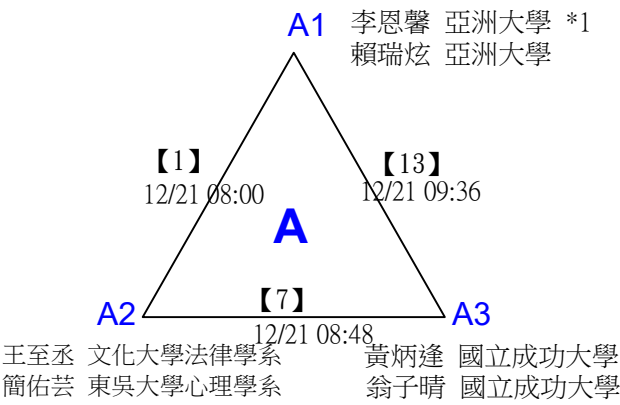 A1
李恩馨 亞洲大學 *1
賴瑞炫 亞洲大學
【1】
12/21 08:00
【13】
12/21 09:36
A
【7】
12/21 08:48
A2
王至丞 文化大學法律學系
簡佑芸 東吳大學心理學系
A3
黃炳逢 國立成功大學
翁子晴 國立成功大學